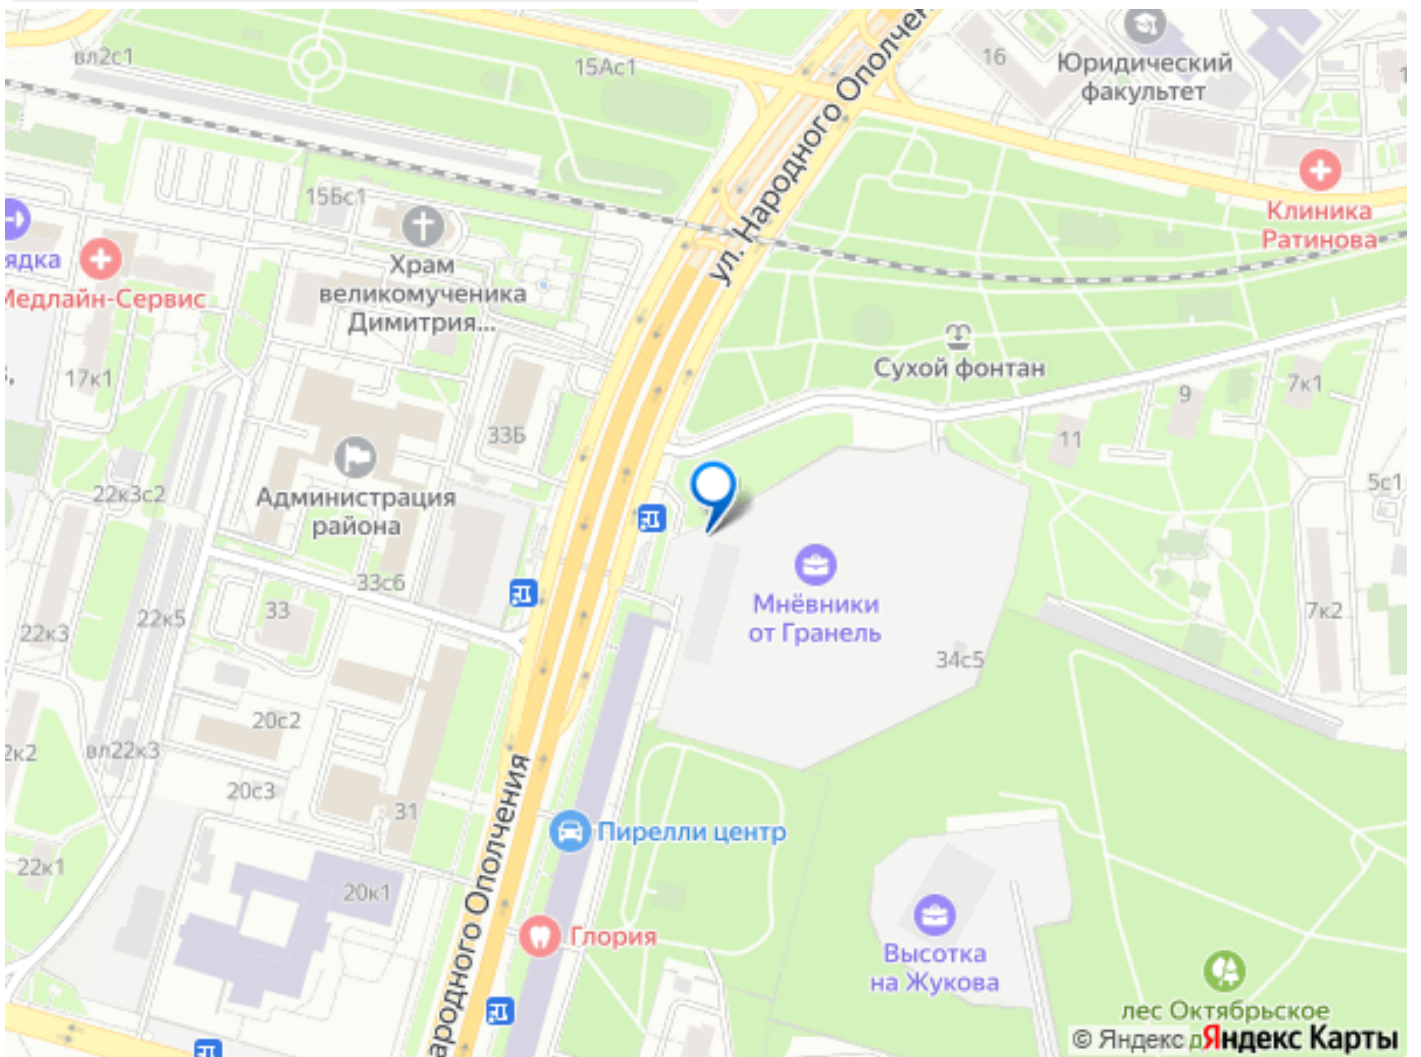 вл2с1
15Ас1
ул. Народного Ополчен
16
Юридический
факультет
1
15Бс1
Клиника
Ратинова
ядка
Медлайн-Сервис
Храм
великомученика
Димитрия...
Сухой фонтан
17к1
7к1
9
11
33Б
5с1
22к3с2
Администрация
района
33с6
33
22к5
22к3
Мнёвники
от Гранель
34с5
7к2
20с2
вл22к3
2к2
20с3
31
Пирелли центр
22к1
20к1
ародного Ополчения
Глория
Высотка
на Жукова
лес Октябрьское
© Яндекс
Яндекс Карты